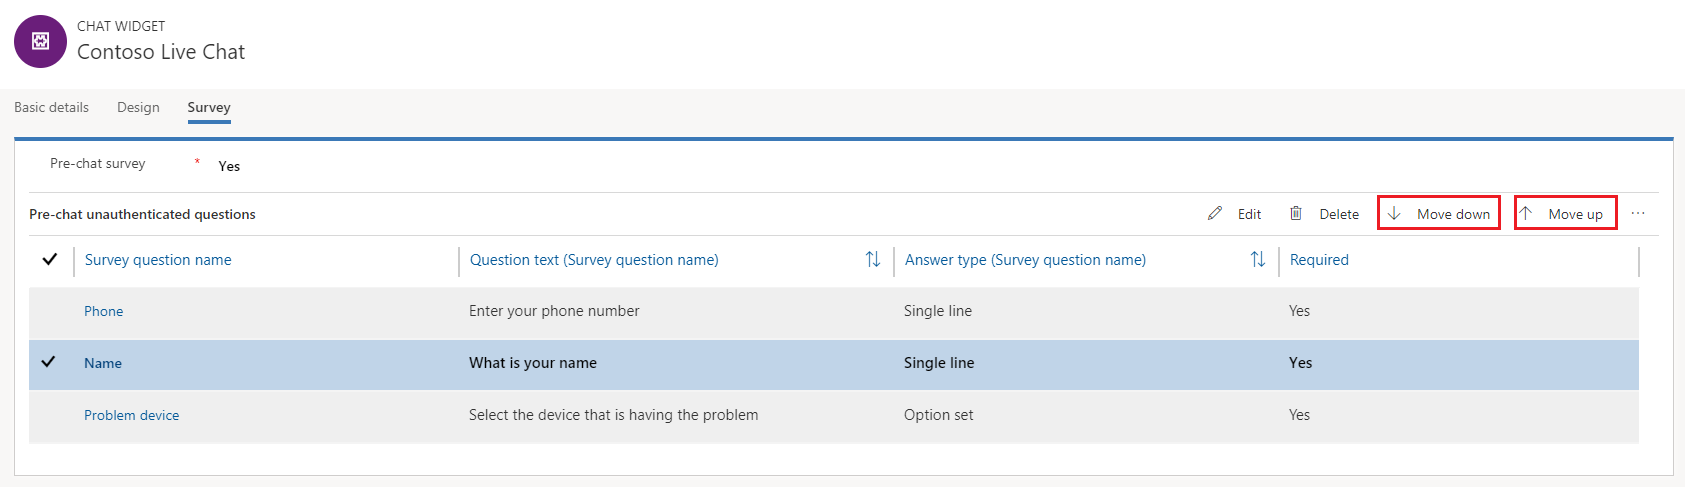 CHAT WIDGET
Contoso Live Chat
Basic details Design Survey
Pre-chat survey * Yes
Pre-chat unauthenticated questions Edit Delete Move down Move up ...
Survey question name Question text (Survey question name) Answer type (Survey question name) Required
Phone Enter your phone number Single line Yes
Name What is your name Single line Yes
Problem device Select the device that is having the problem Option set Yes